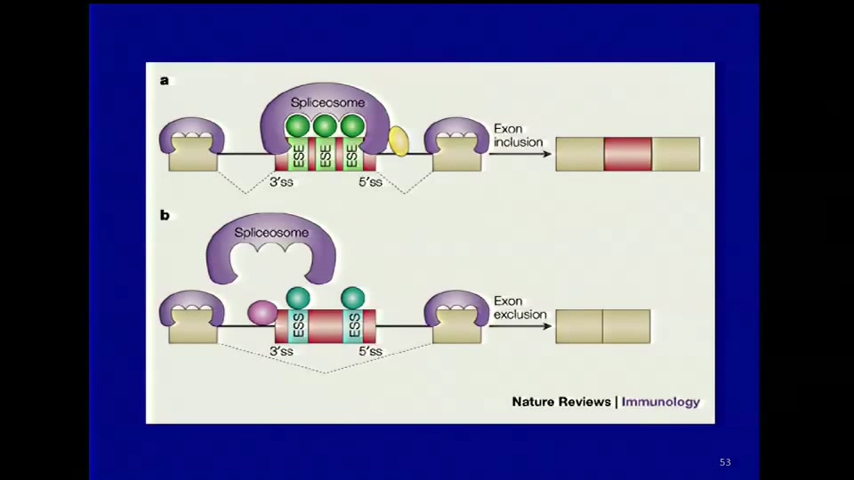 a
Spliceosome
ESE
ESE
ESE
3'ss
5'ss
Exon
inclusion
b
Spliceosome
ESS
ESS
3'ss
5'ss
Exon
exclusion
Nature Reviews | Immunology
53